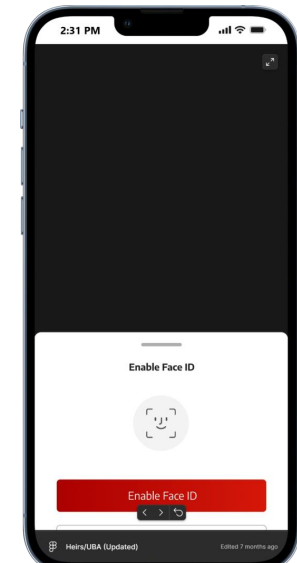 2:31 PM
Enable Face ID
Enable Face ID
Heirs/UBA (Updated)
Edited 7 months ago